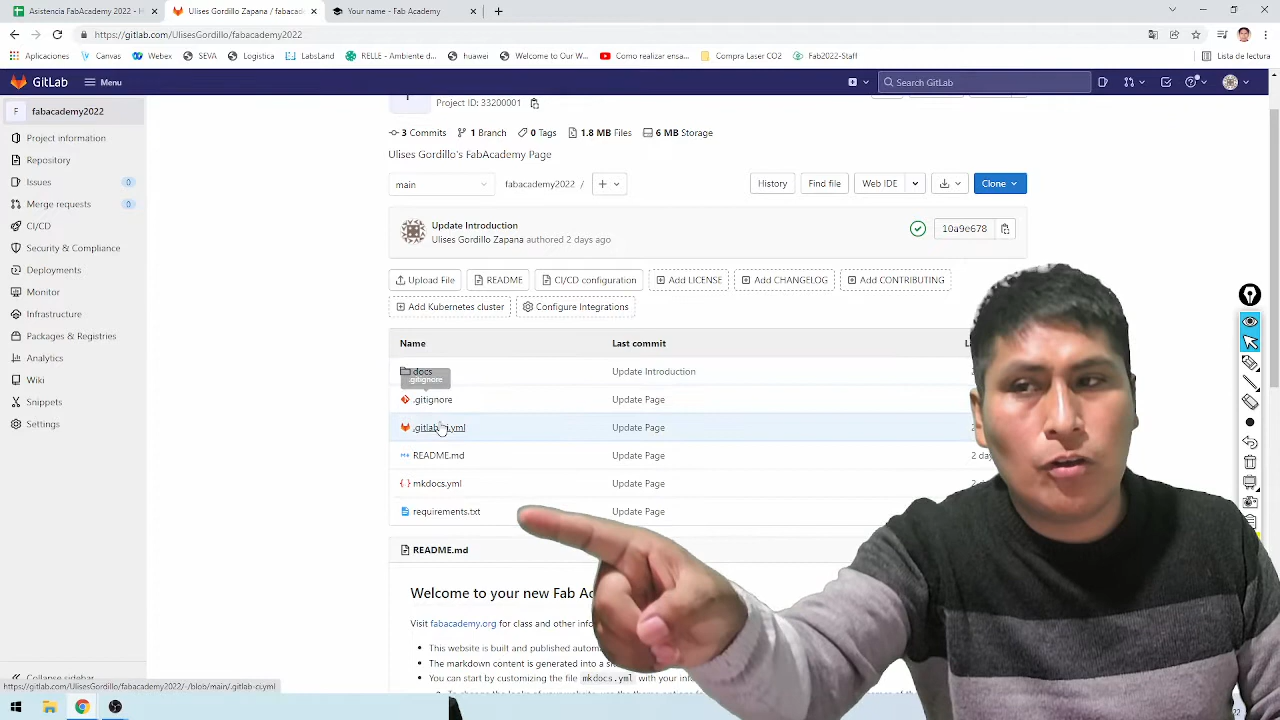 Asistencia FabAcademy 2022 - H
Ulises Gordillo Zapana / fabacad
Your name - Fab Academy
https://gitlab.com/UlisesGordillo/fabacademy2022
Aplicaciones
Canvas
Webex
SEVA
Logistica
LabsLand
RELLE - Ambiente d...
huawei
Welcome to Our W...
Como realizar ensa...
Compra Laser CO2
Fab2022-Staff
Lista de lectura
GitLab
Menu
Search GitLab
F fabacademy2022
Project ID: 33200001
Project information
3 Commits 1 Branch 0 Tags 1.8 MB Files 6 MB Storage
Repository
Ulises Gordillo's FabAcademy Page
Issues 0
main
fabacademy2022 /
History
Find file
Web IDE
Clone
Merge requests 0
CI/CD
Update Introduction
Ulises Gordillo Zapana authored 2 days ago
10a9e678
Security & Compliance
Deployments
Upload File
README
CI/CD configuration
Add LICENSE
Add CHANGELOG
Add CONTRIBUTING
Monitor
Add Kubernetes cluster
Configure Integrations
Infrastructure
Packages & Registries
Name Last commit
Analytics
docs Update Introduction
.gitignore
Wiki
.gitignore Update Page
Snippets
.gitlab-ci.yml Update Page
Settings
README.md Update Page 2 day
mkdocs.yml Update Page
requirements.txt Update Page
README.md
Welcome to your new Fab Ac
Visit fabacademy.org for class and other info
This website is built and published autom
The markdown content is generated into a s
You can start by customizing the file mkdocs.yml with
Collapse sidebar
https://gitlab.com/UlisesGordillo/fabacademy2022/-/blob/main/.gitlab-ci.yml